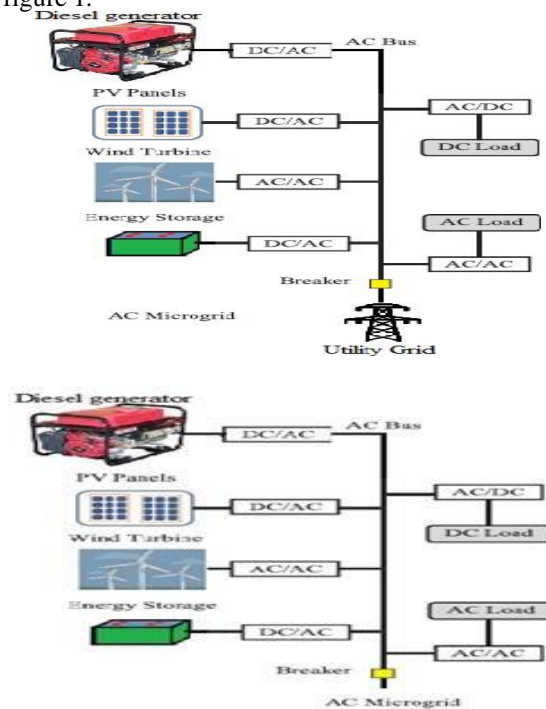 figure 1.
Diesel generator
AC Bus
DC/AC
PV Panels
AC/DC
DC/AC
DC Load
Wind Turbine
AC/AC
AC Load
Energy Storage
DC/AC
AC/AC
Breaker
AC Microgrid
Utility Grid
Diesel generator
AC Bus
DC/AC
PV Panels
AC/DC
DC/AC
DC Load
Wind Turbine
AC/AC
Energy Storage
AC Load
DC/AC
AC/AC
Breaker
AC Microgrid